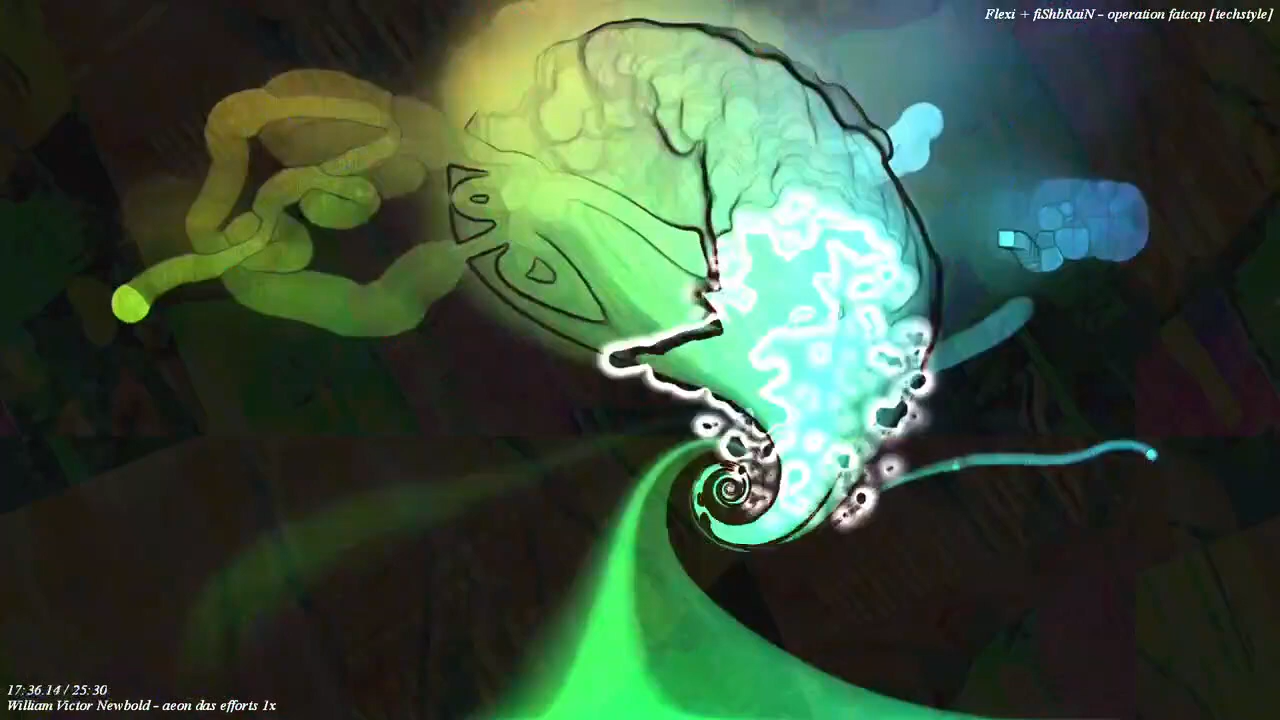 Flexi + fiShbRaiN - operation fatcap [techstyle]
17:36.14 / 25:30
William Victor Newbold - aeon das efforts 1x